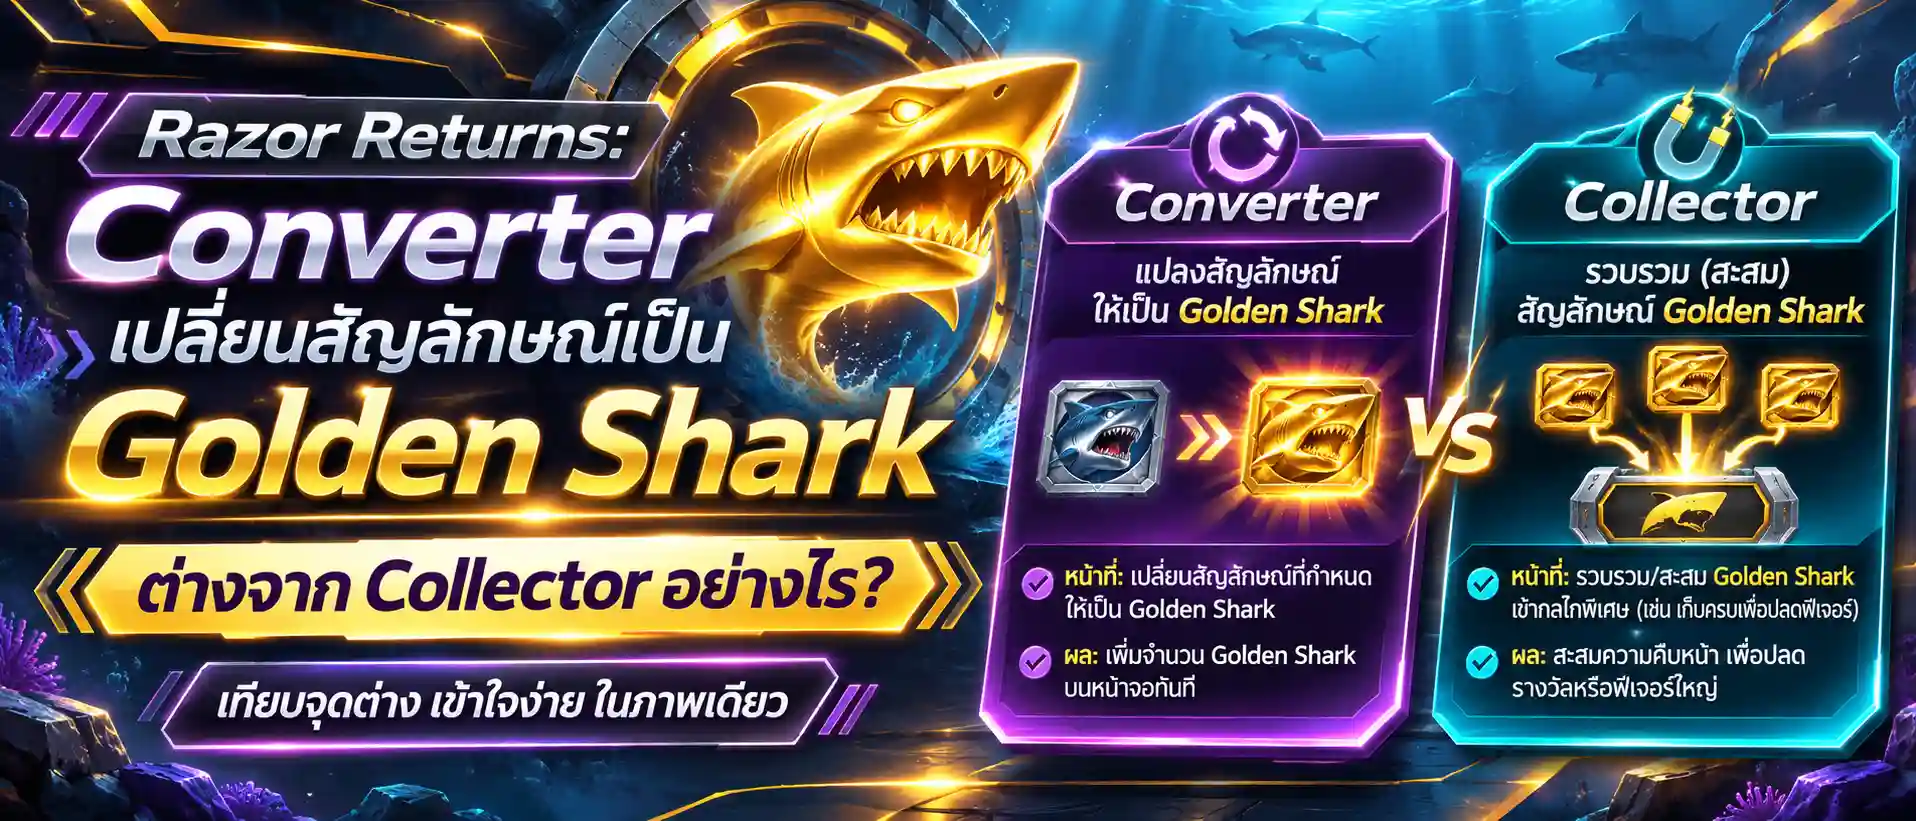 Razor Returns:
Converter
เปลี่ยนสัญลักษณ์เป็น
Golden Shark
ต่างจาก Collector อย่างไร?
เทียบจุดต่าง เข้าใจง่าย ในภาพเดียว
Converter
แปลงสัญลักษณ์
ให้เป็น Golden Shark
หน้าที่: เปลี่ยนสัญลักษณ์ที่กำหนด
ให้เป็น Golden Shark
ผล: เพิ่มจำนวน Golden Shark
บนหน้าจอทันที
VS
Collector
รวบรวม (สะสม)
สัญลักษณ์ Golden Shark
หน้าที่: รวบรวม/สะสม Golden Shark
เข้ากลไกพิเศษ (เช่น เก็บครบเพื่อปลดฟีเจอร์)
ผล: สะสมความคืบหน้า เพื่อปลด
รางวัลหรือฟีเจอร์ใหญ่